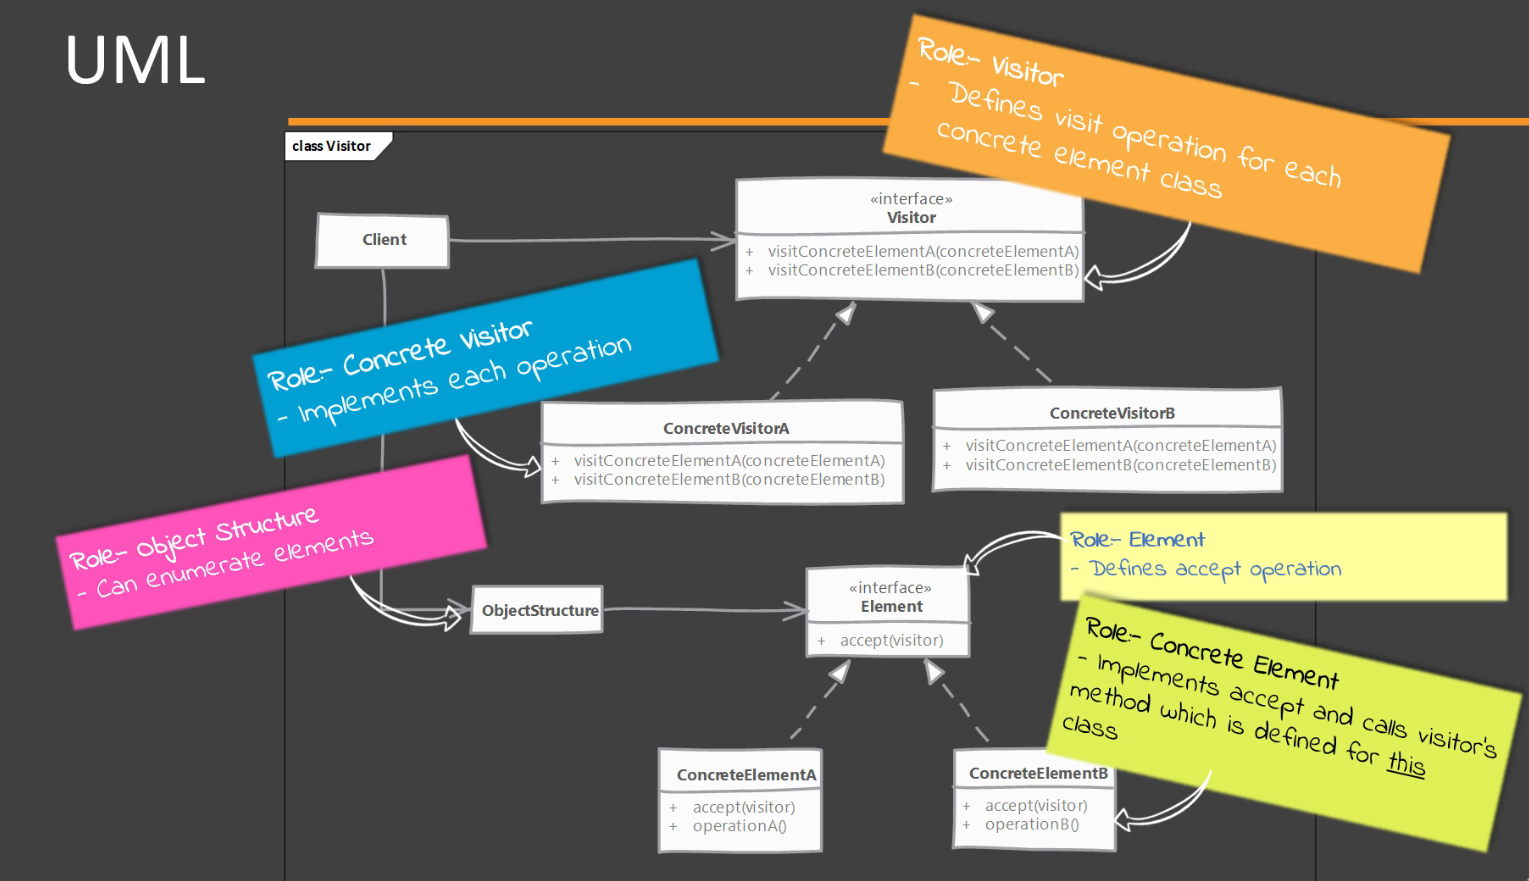 UML
Role:- Visitor
- Defines visit operation for each
concrete element class
class Visitor
«interface»
Visitor
+ visitConcreteElementA(concreteElementA)
+ visitConcreteElementB(concreteElementB)
Client
Role:- Concrete Visitor
- Implements each operation
ConcreteVisitorA
+ visitConcreteElementA(concreteElementA)
+ visitConcreteElementB(concreteElementB)
ConcreteVisitorB
+ visitConcreteElementA(concreteElementA)
+ visitConcreteElementB(concreteElementB)
Role:- Object Structure
- Can enumerate elements
ObjectStructure
«interface»
Element
+ accept(visitor)
Role:- Element
- Defines accept operation
Role:- Concrete Element
- Implements accept and calls visitor's
method which is defined for this
class
ConcreteElementA
+ accept(visitor)
+ operationA()
ConcreteElementB
+ accept(visitor)
+ operationB()